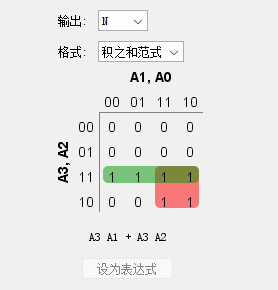 输出: N
格式: 积之和范式
A1, A0
00 01 11 10
A3, A2
00 0 0 0 0
01 0 0 0 0
11 1 1 1 1
10 0 0 1 1
A3 A1 + A3 A2
设为表达式